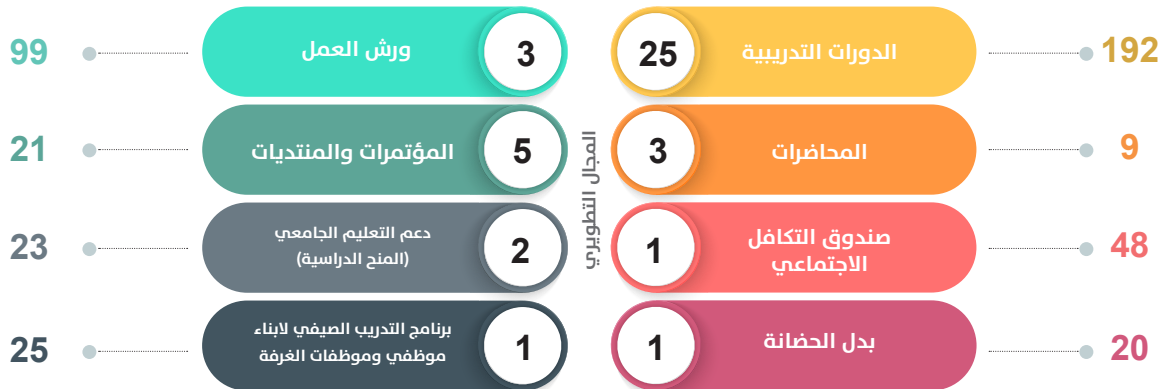 192
الدورات التدريبية
25
9
المحاضرات
3
48
صندوق التكافل
الاجتماعي
1
20
بدل الحضانة
1
المجال التطويري
3
ورش العمل
99
5
المؤتمرات والمنتديات
21
2
دعم التعليم الجامعي
(المنح الدراسية)
23
1
برنامج التدريب الصيفي لابناء
موظفي وموظفات الغرفة
25